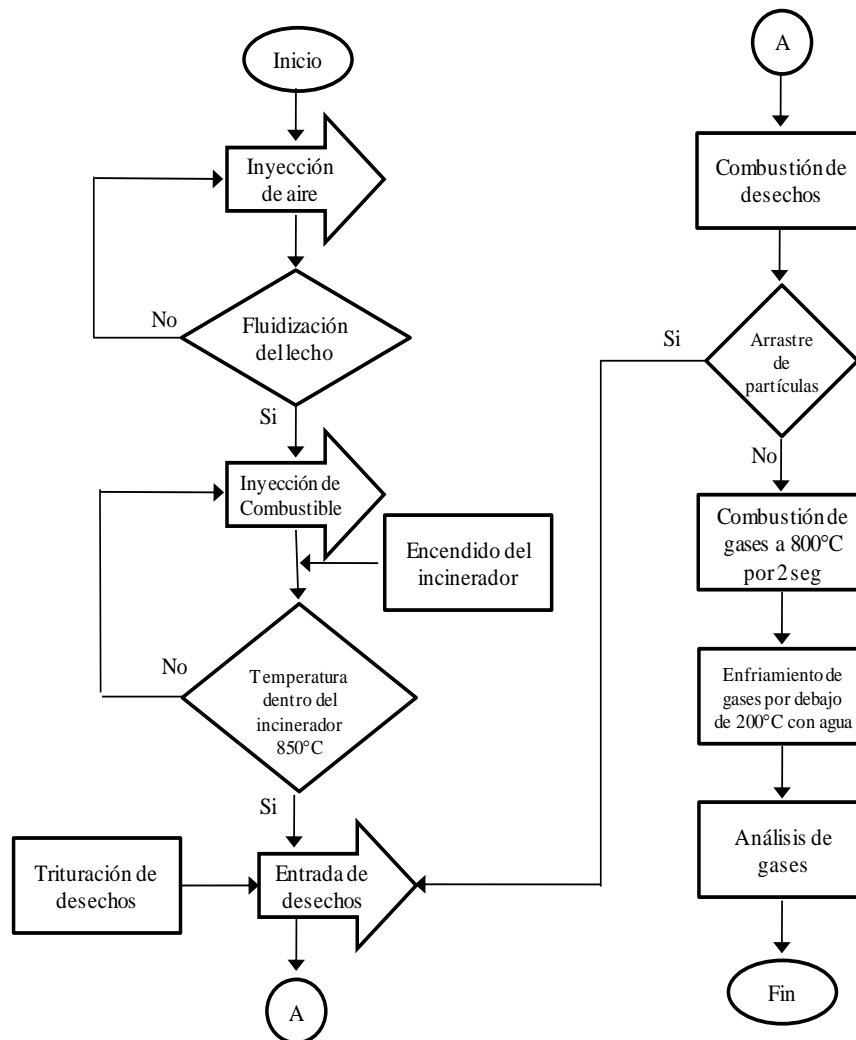 Inicio
Inyección
de aire
No
Fluidización
del lecho
Si
Inyección de
Combustible
Encendido del
incinerador
No
Temperatura
dentro del
incinerador
850°C
Si
Trituración de
desechos
Entrada de
desechos
A
A
Combustión de
desechos
Si
Arrastre
de
partículas
No
Combustión de
gases a 800°C
por 2 seg
Enfriamiento de
gases por debajo
de 200°C con agua
Análisis de
gases
Fin